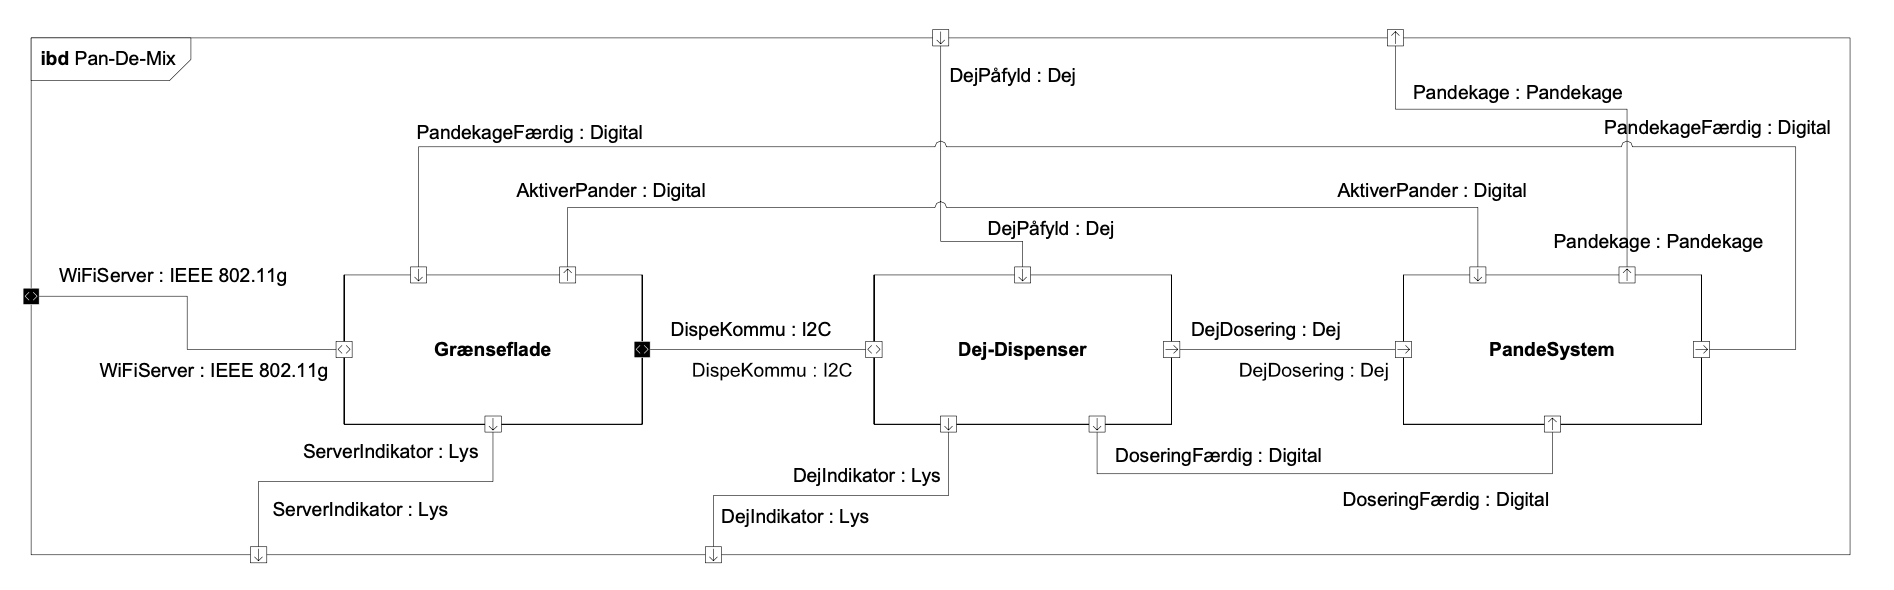 ibd Pan-De-Mix
DejPåfyld : Dej
Pandekage : Pandekage
PandekageFærdig : Digital
PandekageFærdig : Digital
AktiverPander : Digital
AktiverPander : Digital
DejPåfyld : Dej
Pandekage : Pandekage
WiFiServer : IEEE 802.11g
DispeKommu : I2C
DejDosering : Dej
Grænseflade
Dej-Dispenser
PandeSystem
WiFiServer : IEEE 802.11g
DispeKommu : I2C
DejDosering : Dej
ServerIndikator : Lys
DoseringFærdig : Digital
DejIndikator : Lys
DoseringFærdig : Digital
ServerIndikator : Lys
DejIndikator : Lys